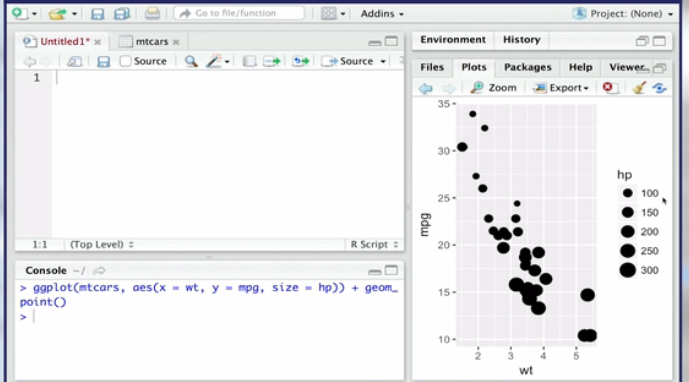 Go to file/function
Addins
Project: (None)
Untitled1*
mtcars
Source
Source
1
1:1
(Top Level)
R Script
Console ~/
> ggplot(mtcars, aes(x = wt, y = mpg, size = hp)) + geom_
point()
>
Environment
History
Files
Plots
Packages
Help
Viewer
Zoom
Export
35
30
25
20
15
10
mpg
2
3
4
5
wt
hp
100
150
200
250
300